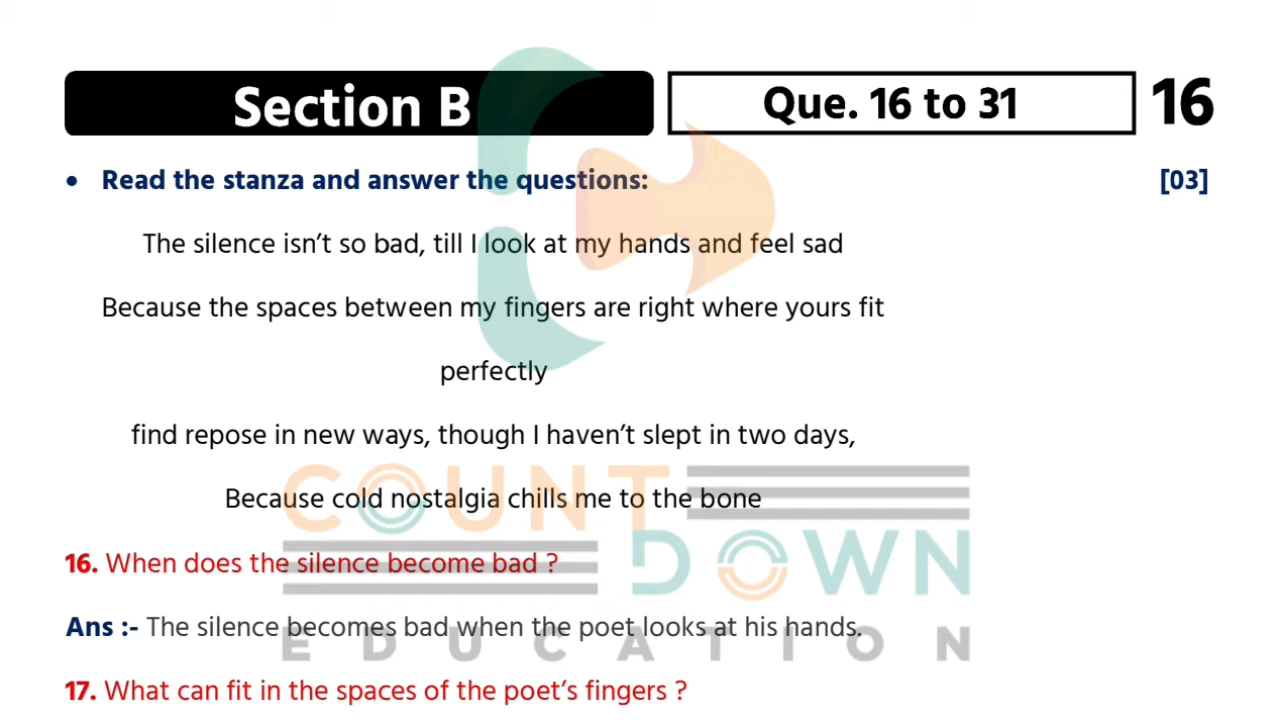 Section B Que. 16 to 31 16
• Read the stanza and answer the questions: [03]
The silence isn't so bad, till I look at my hands and feel sad
Because the spaces between my fingers are right where yours fit
perfectly
find repose in new ways, though I haven't slept in two days,
Because cold nostalgia chills me to the bone
COUNT
DOWN
EDUCATION
16. When does the silence become bad ?
Ans :- The silence becomes bad when the poet looks at his hands.
17. What can fit in the spaces of the poet's fingers ?